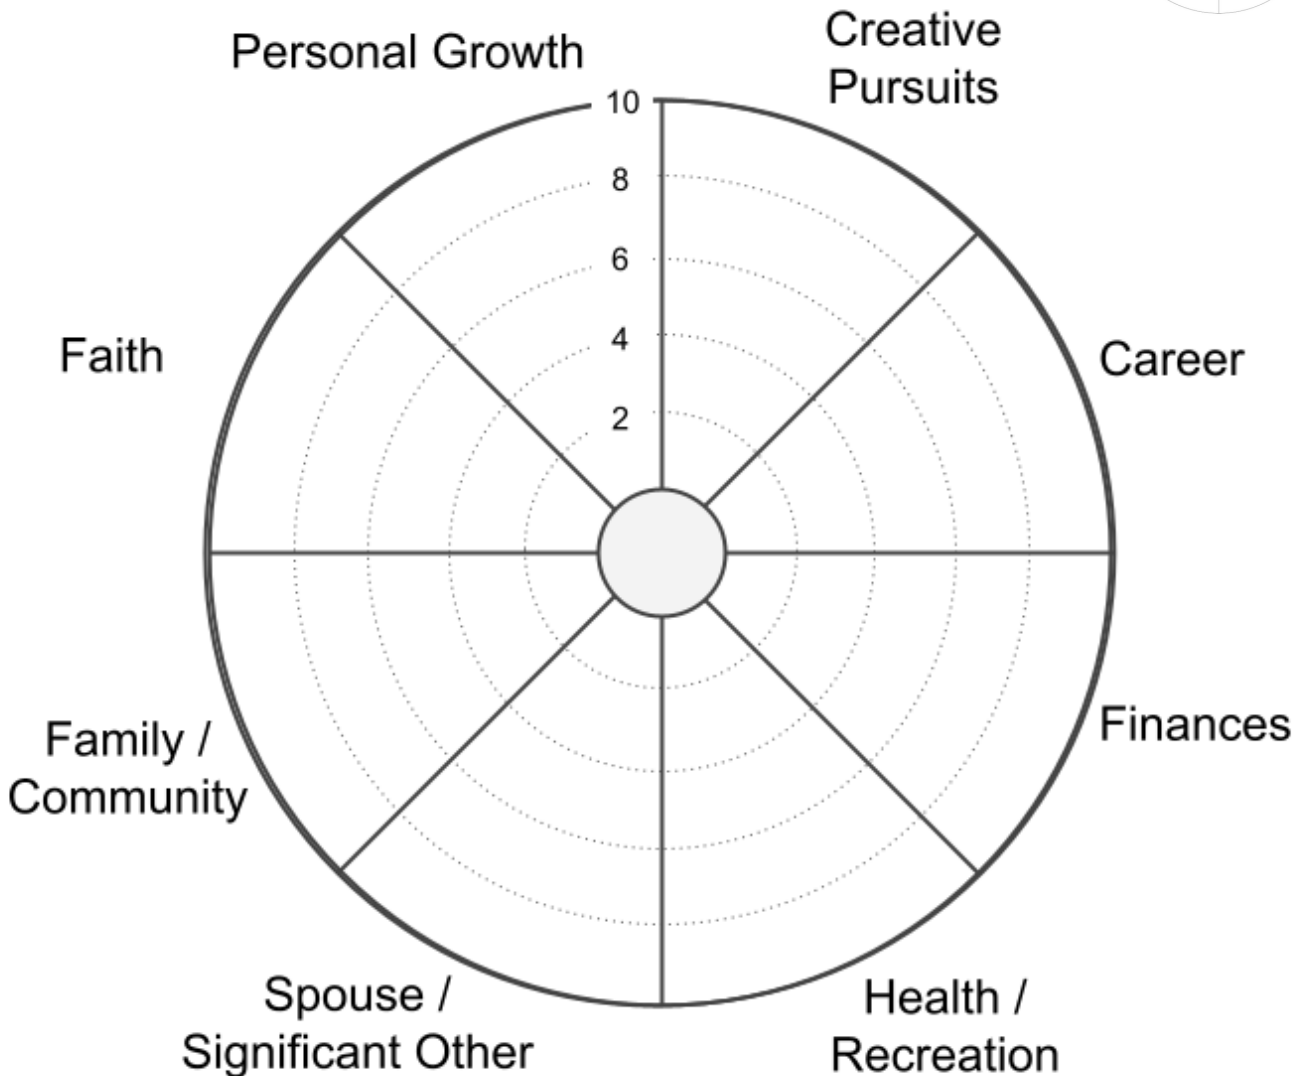 Creative
Pursuits
Personal Growth
10
8
6
4
2
Faith
Career
Family /
Community
Finances
Spouse /
Significant Other
Health /
Recreation